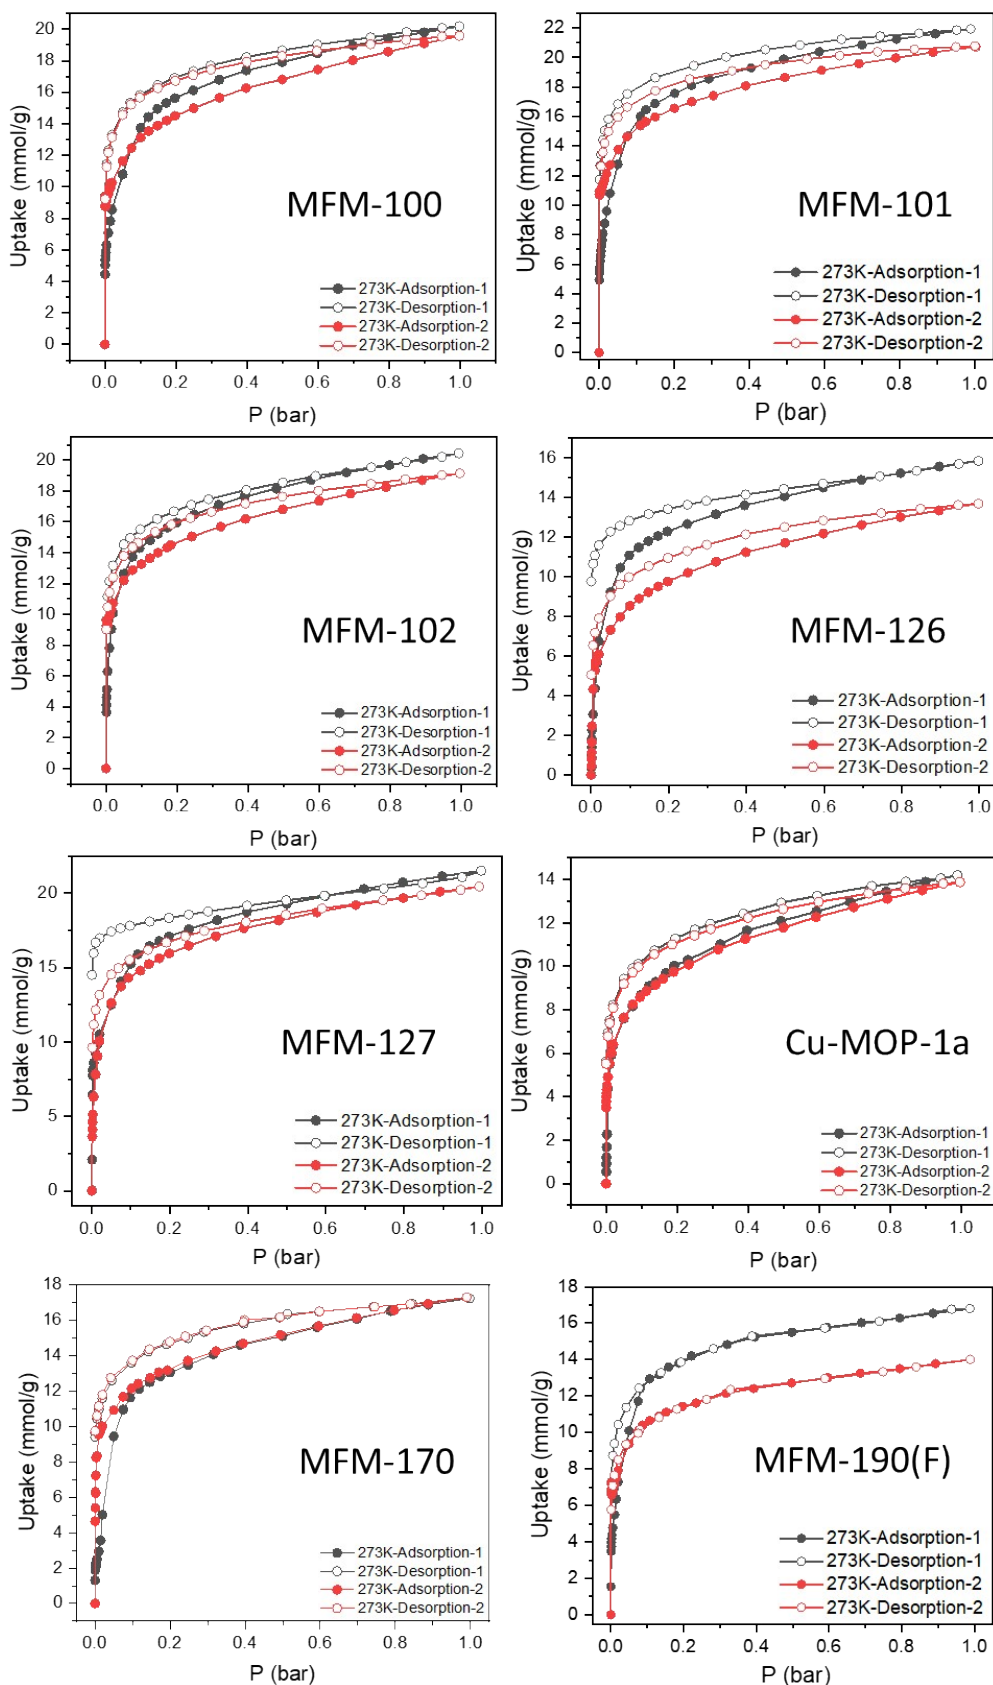 20
18
16
14
12
10
8
6
4
2
0
Uptake (mmol/g)
MFM-100
273K-Adsorption-1
273K-Desorption-1
273K-Adsorption-2
273K-Desorption-2
0.0 0.2 0.4 0.6 0.8 1.0
P (bar)
22
20
18
16
14
12
10
8
6
4
2
0
Uptake (mmol/g)
MFM-101
273K-Adsorption-1
273K-Desorption-1
273K-Adsorption-2
273K-Desorption-2
0.0 0.2 0.4 0.6 0.8 1.0
P (bar)
20
18
16
14
12
10
8
6
4
2
0
Uptake (mmol/g)
MFM-102
273K-Adsorption-1
273K-Desorption-1
273K-Adsorption-2
273K-Desorption-2
0.0 0.2 0.4 0.6 0.8 1.0
P (bar)
16
14
12
10
8
6
4
2
0
Uptake (mmol/g)
MFM-126
273K-Adsorption-1
273K-Desorption-1
273K-Adsorption-2
273K-Desorption-2
0.0 0.2 0.4 0.6 0.8 1.0
P (bar)
20
15
10
5
0
Uptake (mmol/g)
MFM-127
273K-Adsorption-1
273K-Desorption-1
273K-Adsorption-2
273K-Desorption-2
0.0 0.2 0.4 0.6 0.8 1.0
P (bar)
14
12
10
8
6
4
2
0
Uptake (mmol/g)
Cu-MOP-1a
273K-Adsorption-1
273K-Desorption-1
273K-Adsorption-2
273K-Desorption-2
0.0 0.2 0.4 0.6 0.8 1.0
P (bar)
18
16
14
12
10
8
6
4
2
0
Uptake (mmol/g)
MFM-170
273K-Adsorption-1
273K-Desorption-1
273K-Adsorption-2
273K-Desorption-2
0.0 0.2 0.4 0.6 0.8 1.0
P (bar)
18
16
14
12
10
8
6
4
2
0
Uptake (mmol/g)
MFM-190(F)
273K-Adsorption-1
273K-Desorption-1
273K-Adsorption-2
273K-Desorption-2
0.0 0.2 0.4 0.6 0.8 1.0
P (bar)